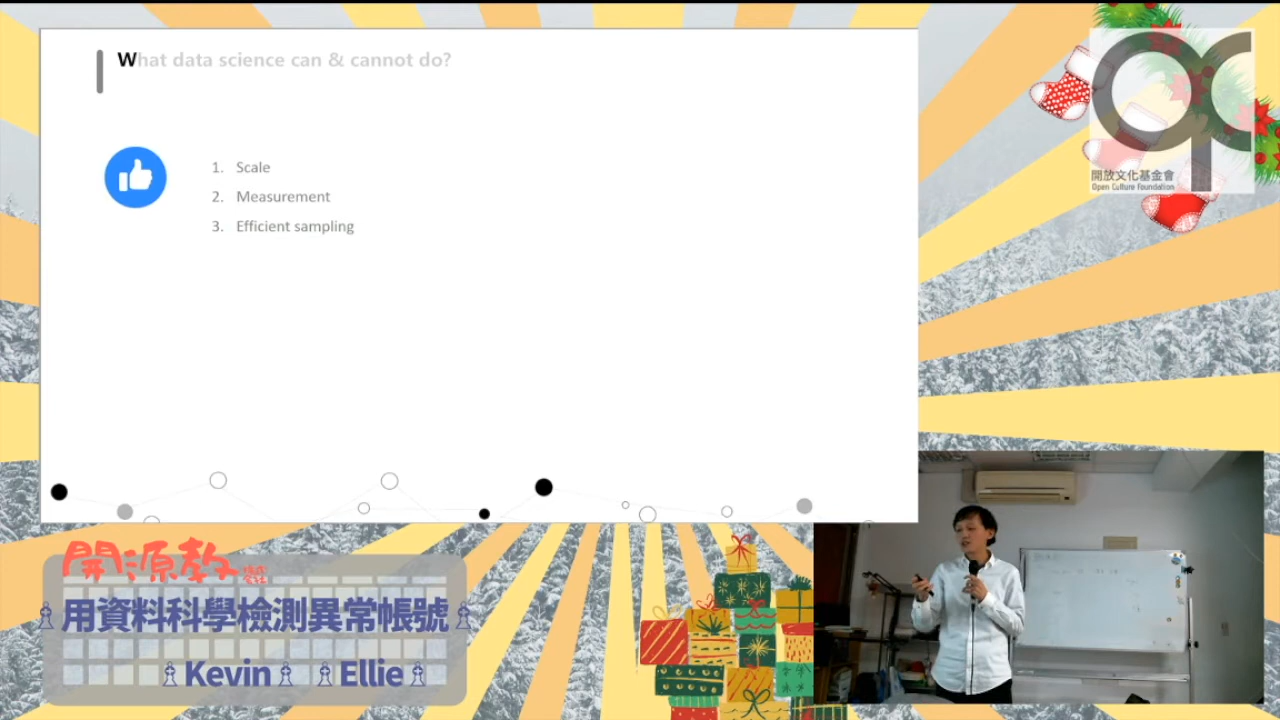 What data science can & cannot do?
1. Scale
2. Measurement
3. Efficient sampling
開放文化基金會
Open Culture Foundation
開源教
用資料科學檢測異常帳號
Kevin Ellie